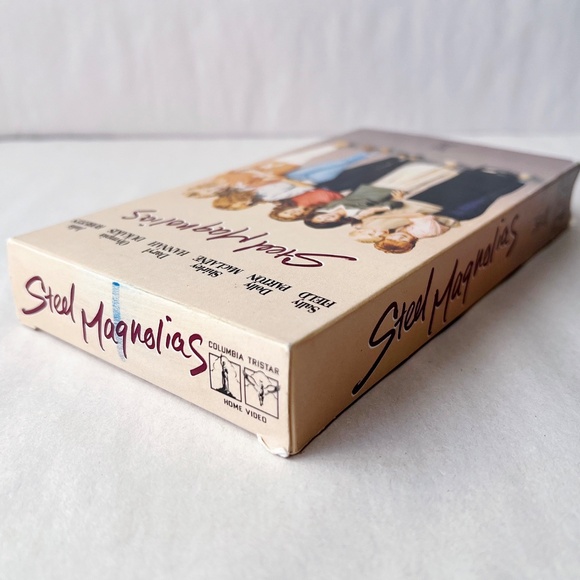 Steel Magnolias
COLUMBIA TRISTAR
HOME VIDEO
Steel Magnolias
Steel Magnolias
Sally FIELD
Dolly PARTON
Shirley MACLAINE
Daryl HANNAH
Olympia DUKAKIS
Julia ROBERTS